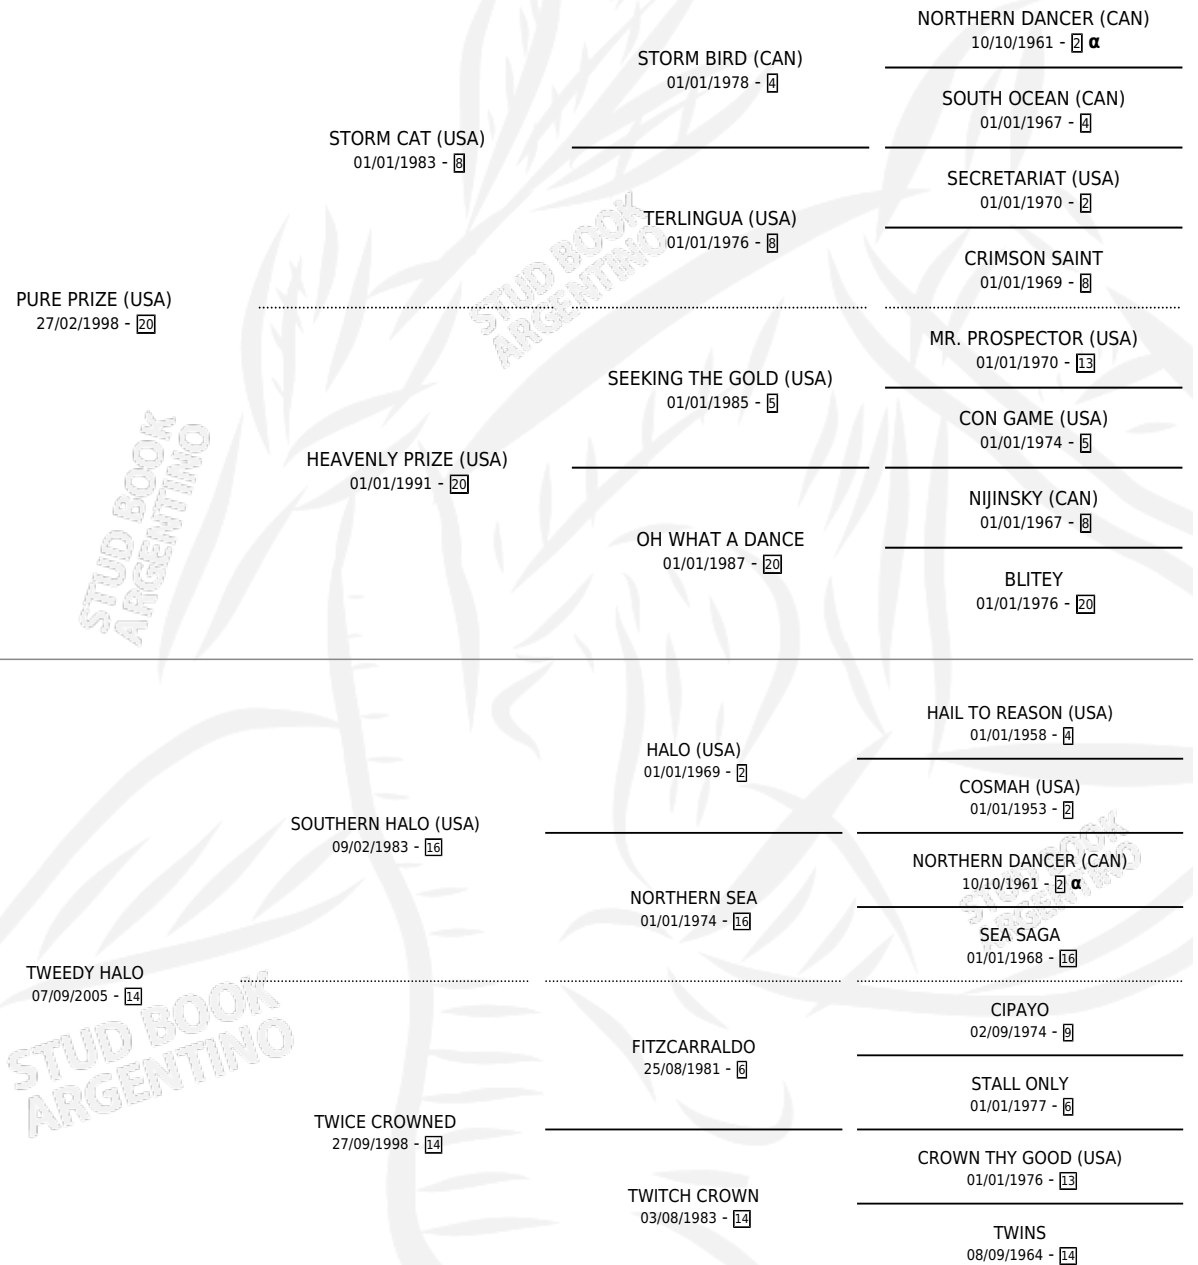 NORTHERN DANCER (CAN)
10/10/1961 - 2 α
STORM BIRD (CAN)
01/01/1978 - 4
SOUTH OCEAN (CAN)
01/01/1967 - 4
STORM CAT (USA)
01/01/1983 - 8
SECRETARIAT (USA)
01/01/1970 - 2
TERLINGUA (USA)
01/01/1976 - 8
CRIMSON SAINT
01/01/1969 - 8
PURE PRIZE (USA)
27/02/1998 - 20
MR. PROSPECTOR (USA)
01/01/1970 - 13
SEEKING THE GOLD (USA)
01/01/1985 - 5
CON GAME (USA)
01/01/1974 - 5
HEAVENLY PRIZE (USA)
01/01/1991 - 20
NIJINSKY (CAN)
01/01/1967 - 8
OH WHAT A DANCE
01/01/1987 - 20
BLITEY
01/01/1976 - 20
HAIL TO REASON (USA)
01/01/1958 - 4
HALO (USA)
01/01/1969 - 2
COSMAH (USA)
01/01/1953 - 2
SOUTHERN HALO (USA)
09/02/1983 - 16
NORTHERN DANCER (CAN)
10/10/1961 - 2 α
NORTHERN SEA
01/01/1974 - 16
SEA SAGA
01/01/1968 - 16
TWEEDY HALO
07/09/2005 - 14
CIPAYO
02/09/1974 - 9
FITZCARRALDO
25/08/1981 - 6
STALL ONLY
01/01/1977 - 6
TWICE CROWNED
27/09/1998 - 14
CROWN THY GOOD (USA)
01/01/1976 - 13
TWITCH CROWN
03/08/1983 - 14
TWINS
08/09/1964 - 14
STUD BOOK
ARGENTINO
STUD BOOK
ARGENTINO
STUD BOOK
ARGENTINO
STUD BOOK
ARGENTINO